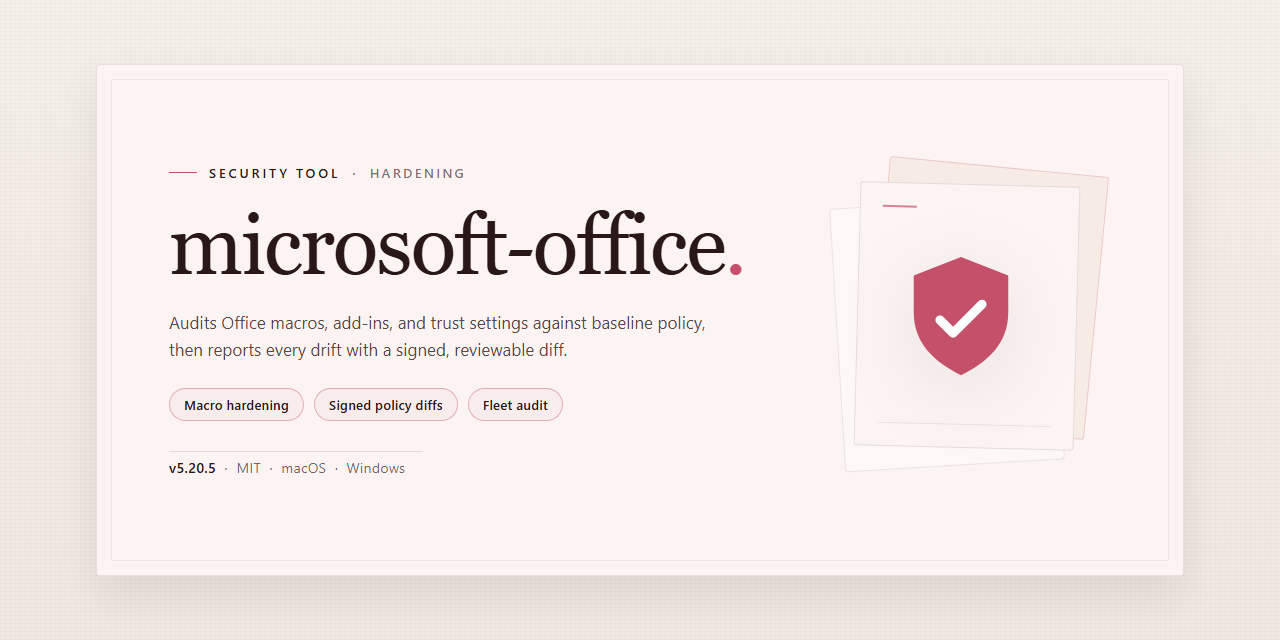 SECURITY TOOL · HARDENING
microsoft-office.
Audits Office macros, add-ins, and trust settings against baseline policy,
then reports every drift with a signed, reviewable diff.
Macro hardening Signed policy diffs Fleet audit
v5.20.5 · MIT · macOS · Windows